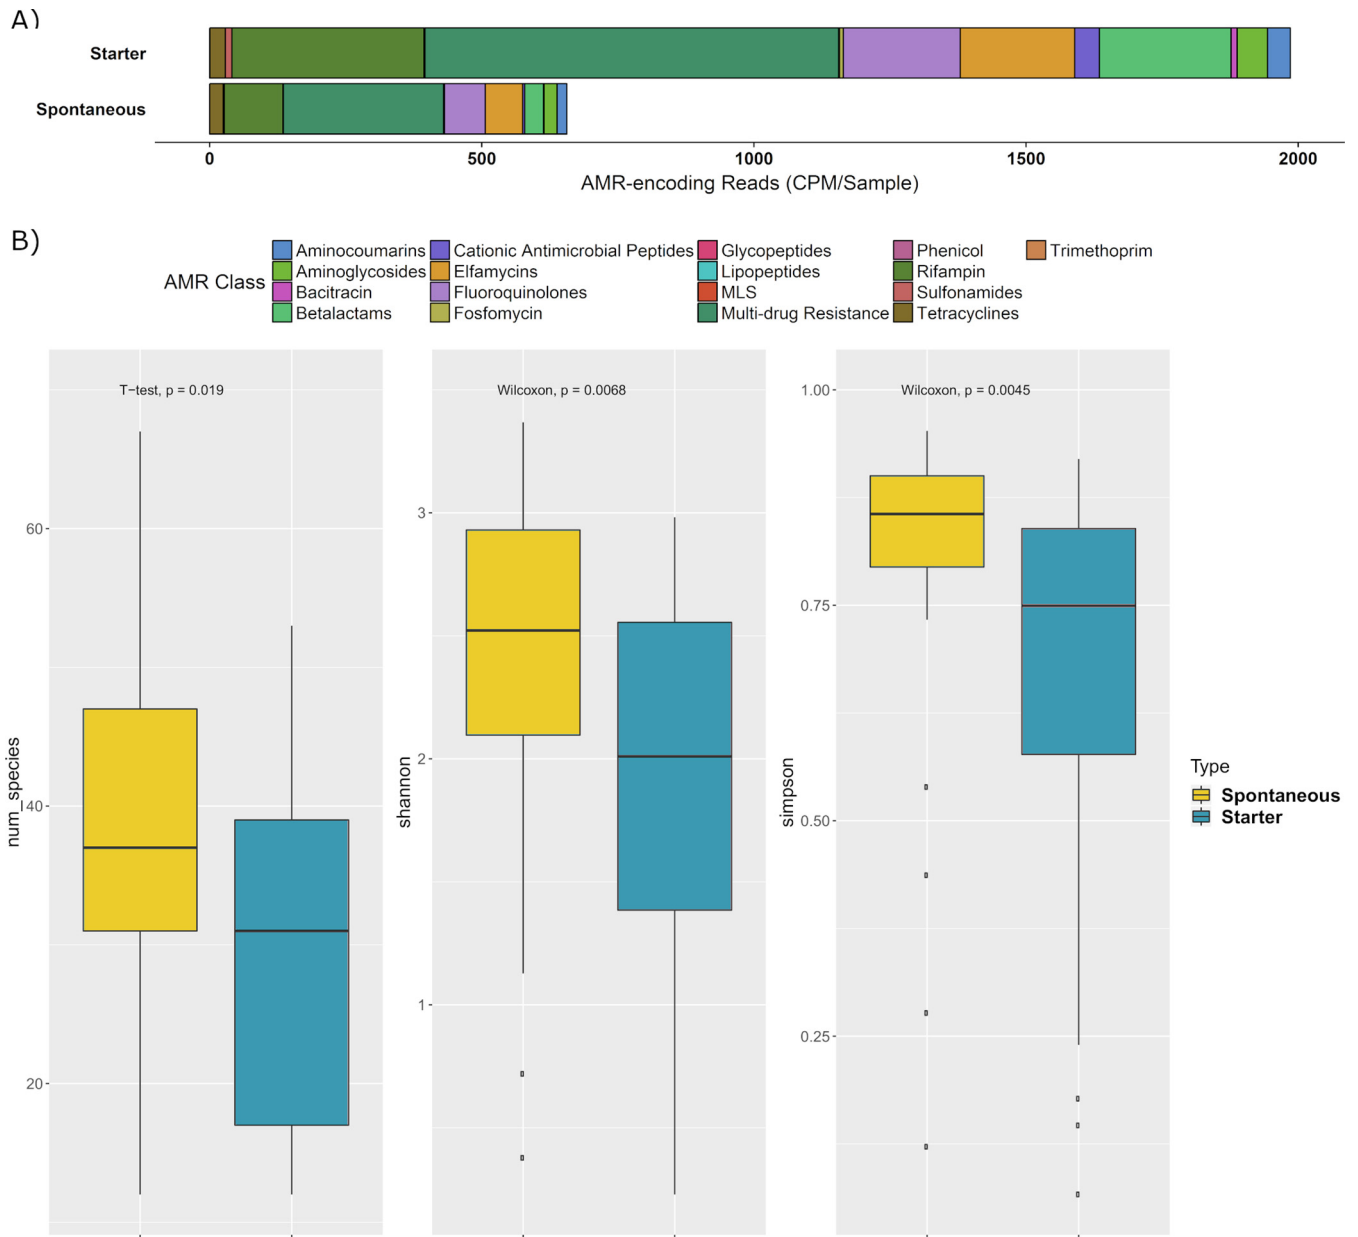 A)
Starter
Spontaneous
0 500 1000 1500 2000
AMR-encoding Reads (CPM/Sample)
B)
AMR Class
Aminocoumarins Cationic Antimicrobial Peptides Glycopeptides Phenicol Trimethoprim
Aminoglycosides Elfamycins Lipopeptides Rifampin
Bacitracin Fluoroquinolones MLS Sulfonamides
Betalactams Fosfomycin Multi-drug Resistance Tetracyclines
T-test, p = 0.019
60
40
20
num_species
Wilcoxon, p = 0.0068
3
2
1
shannon
Wilcoxon, p = 0.0045
1.00
0.75
0.50
0.25
simpson
Type
Spontaneous
Starter